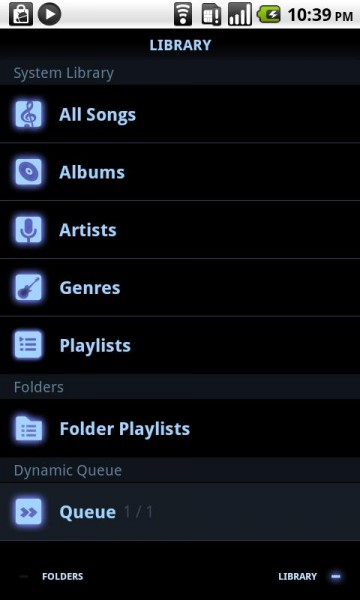 10:39 PM
LIBRARY
System Library
All Songs
Albums
Artists
Genres
Playlists
Folders
Folder Playlists
Dynamic Queue
Queue 1 / 1
FOLDERS LIBRARY